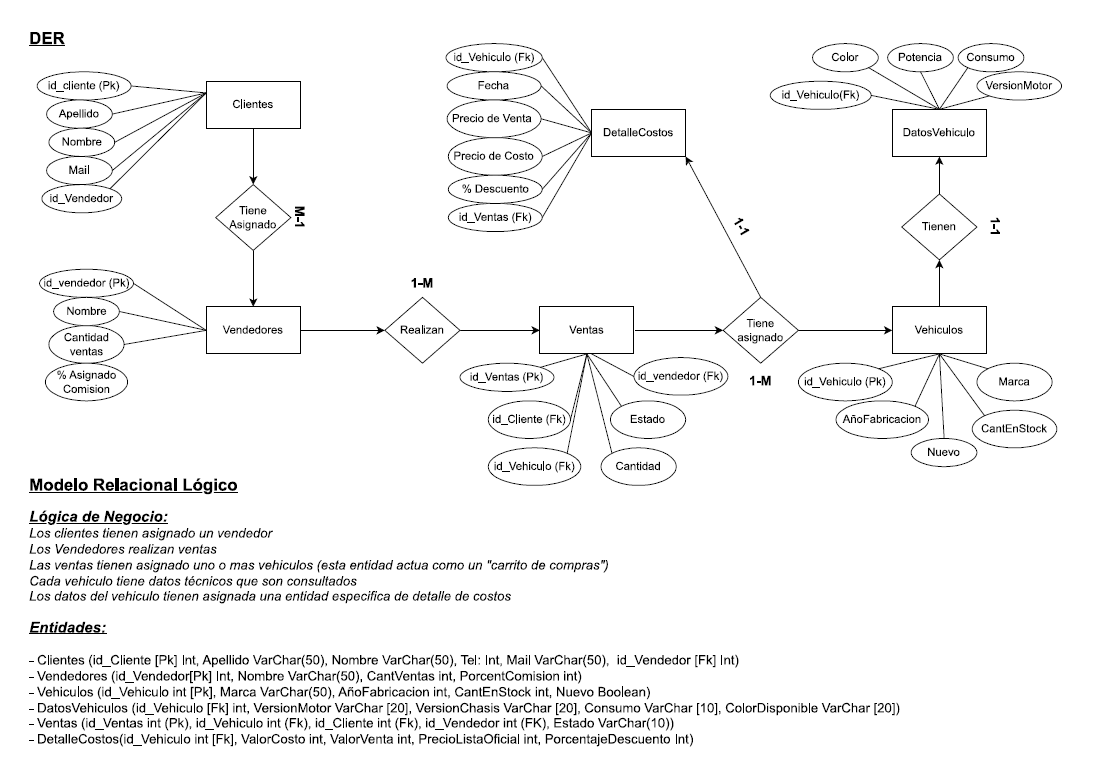 DER
id_cliente (Pk)
Apellido
Nombre
Mail
id_Vendedor
Clientes
Tiene
Asignado
M-1
id_vendedor (Pk)
Nombre
Cantidad
ventas
% Asignado
Comision
Vendedores
1-M
Realizan
id_Vehiculo (Fk)
Fecha
Precio de Venta
Precio de Costo
% Descuento
id_Ventas (Fk)
DetalleCostos
1-1
Ventas
id_Ventas (Pk)
id_Cliente (Fk)
id_Vehiculo (Fk)
id_vendedor (Fk)
Estado
Cantidad
Tiene
asignado
1-M
Color
Potencia
Consumo
id_Vehiculo(Fk)
VersionMotor
DatosVehiculo
Tienen
1-1
Vehiculos
id_Vehiculo (Pk)
AñoFabricacion
Nuevo
CantEnStock
Marca
Modelo Relacional Lógico
Lógica de Negocio:
Los clientes tienen asignado un vendedor
Los Vendedores realizan ventas
Las ventas tienen asignado uno o mas vehiculos (esta entidad actua como un "carrito de compras")
Cada vehiculo tiene datos técnicos que son consultados
Los datos del vehiculo tienen asignada una entidad especifica de detalle de costos
Entidades:
- Clientes (id_Cliente [Pk] Int, Apellido VarChar(50), Nombre VarChar(50), Tel: Int, Mail VarChar(50), id_Vendedor [Fk] Int)
- Vendedores (id_Vendedor[Pk] Int, Nombre VarChar(50), CantVentas int, PorcentComision int)
- Vehiculos (id_Vehiculo int [Pk], Marca VarChar(50), AñoFabricacion int, CantEnStock int, Nuevo Boolean)
- DatosVehiculos (id_Vehiculo [Fk] int, VersionMotor VarChar [20], VersionChasis VarChar [20], Consumo VarChar [10], ColorDisponible VarChar [20])
- Ventas (id_Ventas int (Pk), id_Vehiculo int (Fk), id_Cliente int (Fk), id_Vendedor int (FK), Estado VarChar(10))
- DetalleCostos(id_Vehiculo int [Fk], ValorCosto int, ValorVenta int, PrecioListaOficial int, PorcentajeDescuento Int)